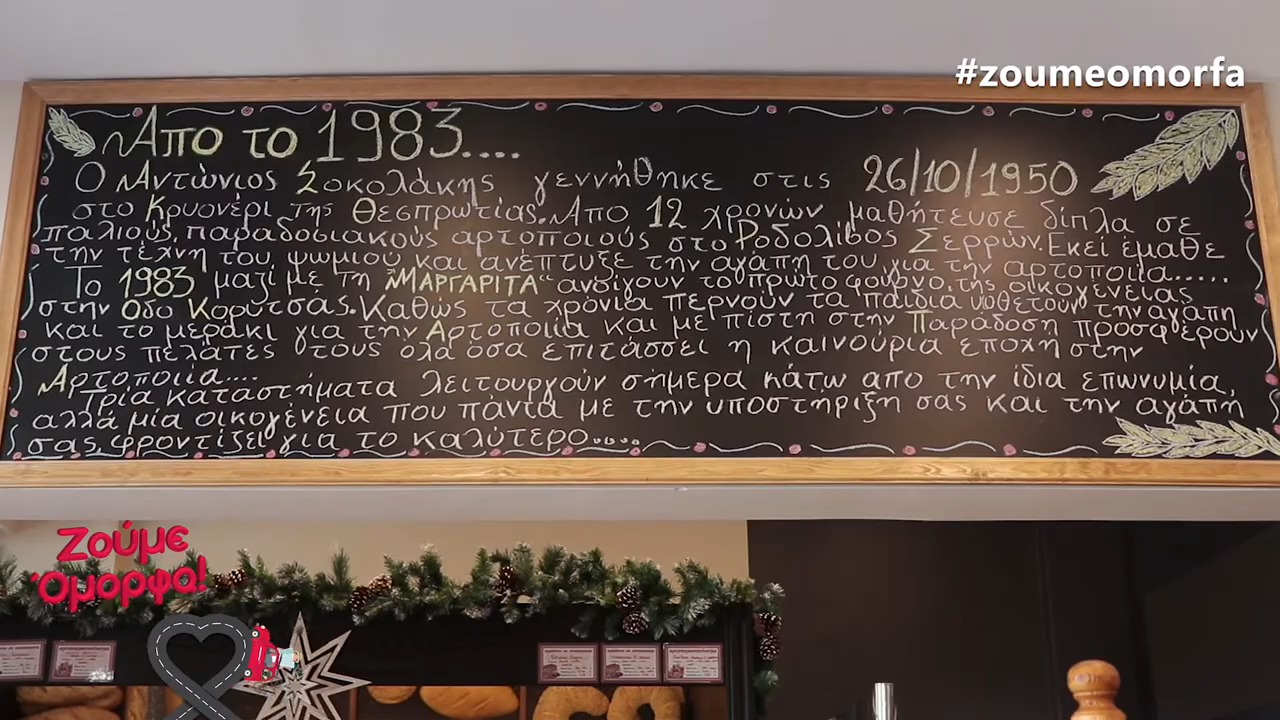 #zoumeomorfa
Απο το 1983....
Ο Αντώνιος Σοκολάκης γεννήθηκε στις 26/10/1950
στο Κρυονέρι της Θεσπρωτίας. Απο 12 χρονών μαθήτευσε δίπλα σε
παλιούς, παραδοσιακούς αρτοποιούς στο Ροδολίβος Σερρών. Εκεί έμαθε
την τέχνη του ψωμιού και ανέπτυξε την αγάπη του για την αρτοποιία......
Το 1983 μαζί με τη "ΜΑΡΓΑΡΙΤΑ" ανοίγουν το πρώτο φούρνο της οικογένειας
στην Οδο Κορυτσάς. Καθώς τα χρόνια περνούν τα παιδιά υοθετούν την αγάπη
και το μεράκι για την Αρτοποιία και με πίστη στην Παράδοση προσφέρουν
στους πελάτες τους όλα όσα επιτάσσει η καινούρια εποχή στην
Αρτοποιία....
Τρία καταστήματα λειτουργούν σήμερα κάτω απο την ίδια επωνυμία,
αλλά μία οικογένεια που πάντα με την υποστήριξη σας και την αγάπη
σας, φροντίζει για το καλύτερο.....
Ζούμε
Όμορφα!